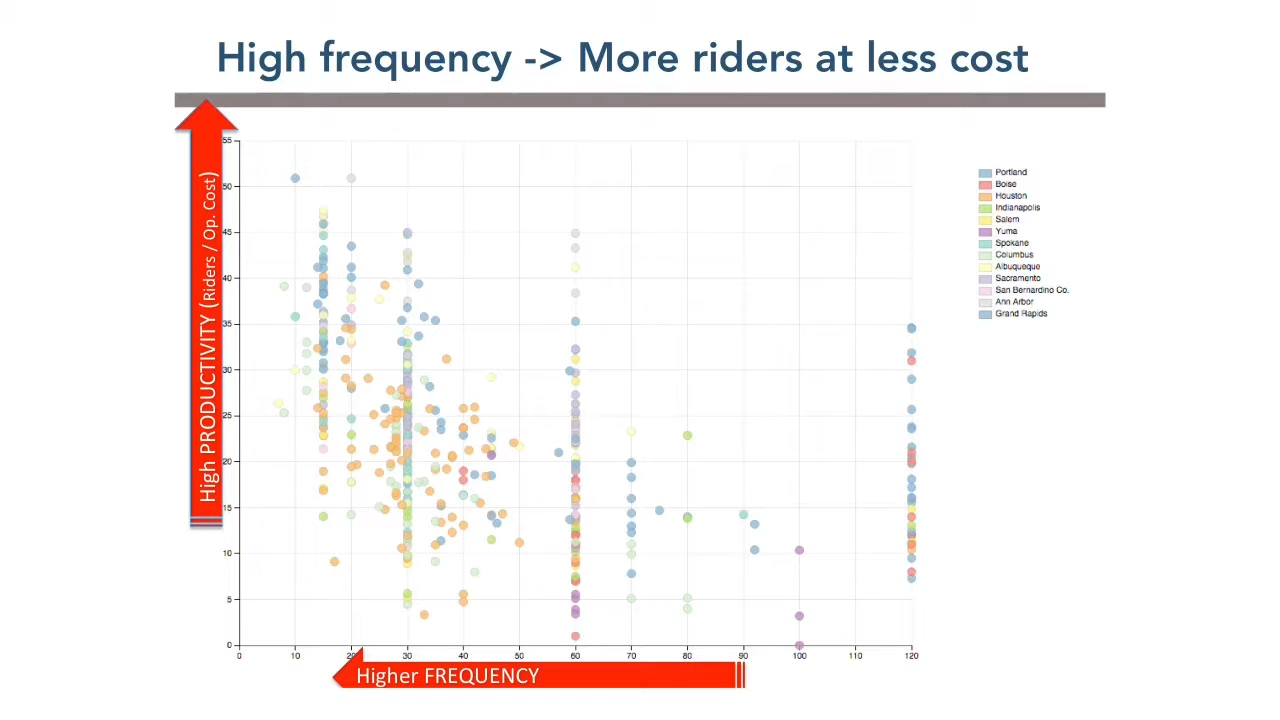 High frequency -> More riders at less cost
High PRODUCTIVITY (Riders / Op. Cost)
55
50
45
40
35
30
25
20
15
10
5
0
0 10 20 30 40 50 60 70 80 90 100 110 120
Higher FREQUENCY
Portland
Boise
Houston
Indianapolis
Salem
Yuma
Spokane
Columbus
Albuqueque
Sacramento
San Bernardino Co.
Ann Arbor
Grand Rapids